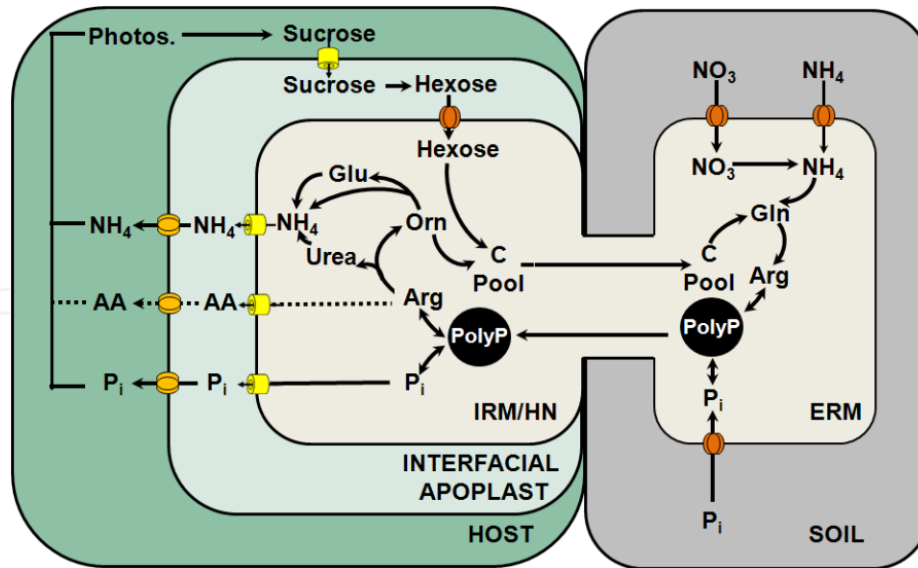 Photos.
Sucrose
Sucrose
Hexose
Hexose
NO₃
NH₄
NO₃
NH₄
Glu
NH₄
NH₄
NH₄
Orn
Urea
C
Pool
Gln
C
Pool
Arg
AA
AA
Arg
PolyP
PolyP
Pᵢ
Pᵢ
Pᵢ
Pᵢ
IRM/HN
ERM
INTERFACIAL
APOPLAST
HOST
Pᵢ
SOIL